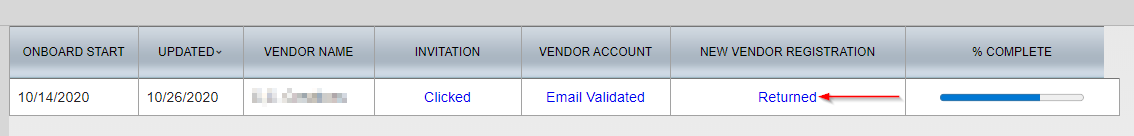 ONBOARD START UPDATED VENDOR NAME INVITATION VENDOR ACCOUNT NEW VENDOR REGISTRATION % COMPLETE
10/14/2020 10/26/2020 Clicked Email Validated Returned